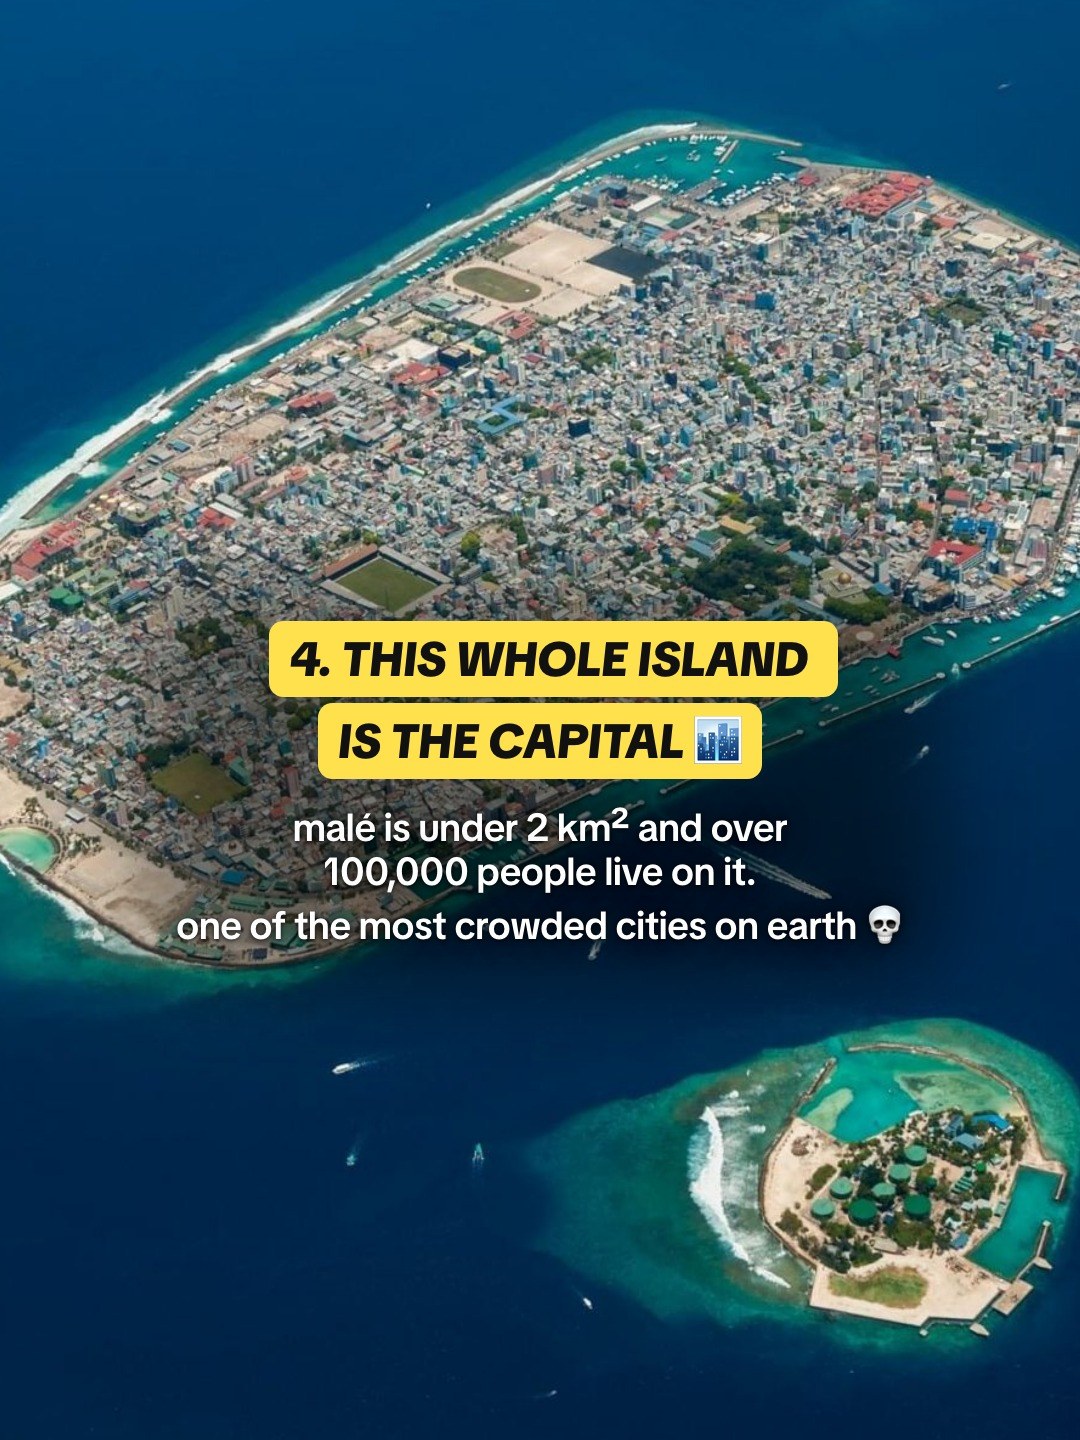 4. THIS WHOLE ISLAND
IS THE CAPITAL 🏙️
malé is under 2 km² and over
100,000 people live on it.
one of the most crowded cities on earth 💀